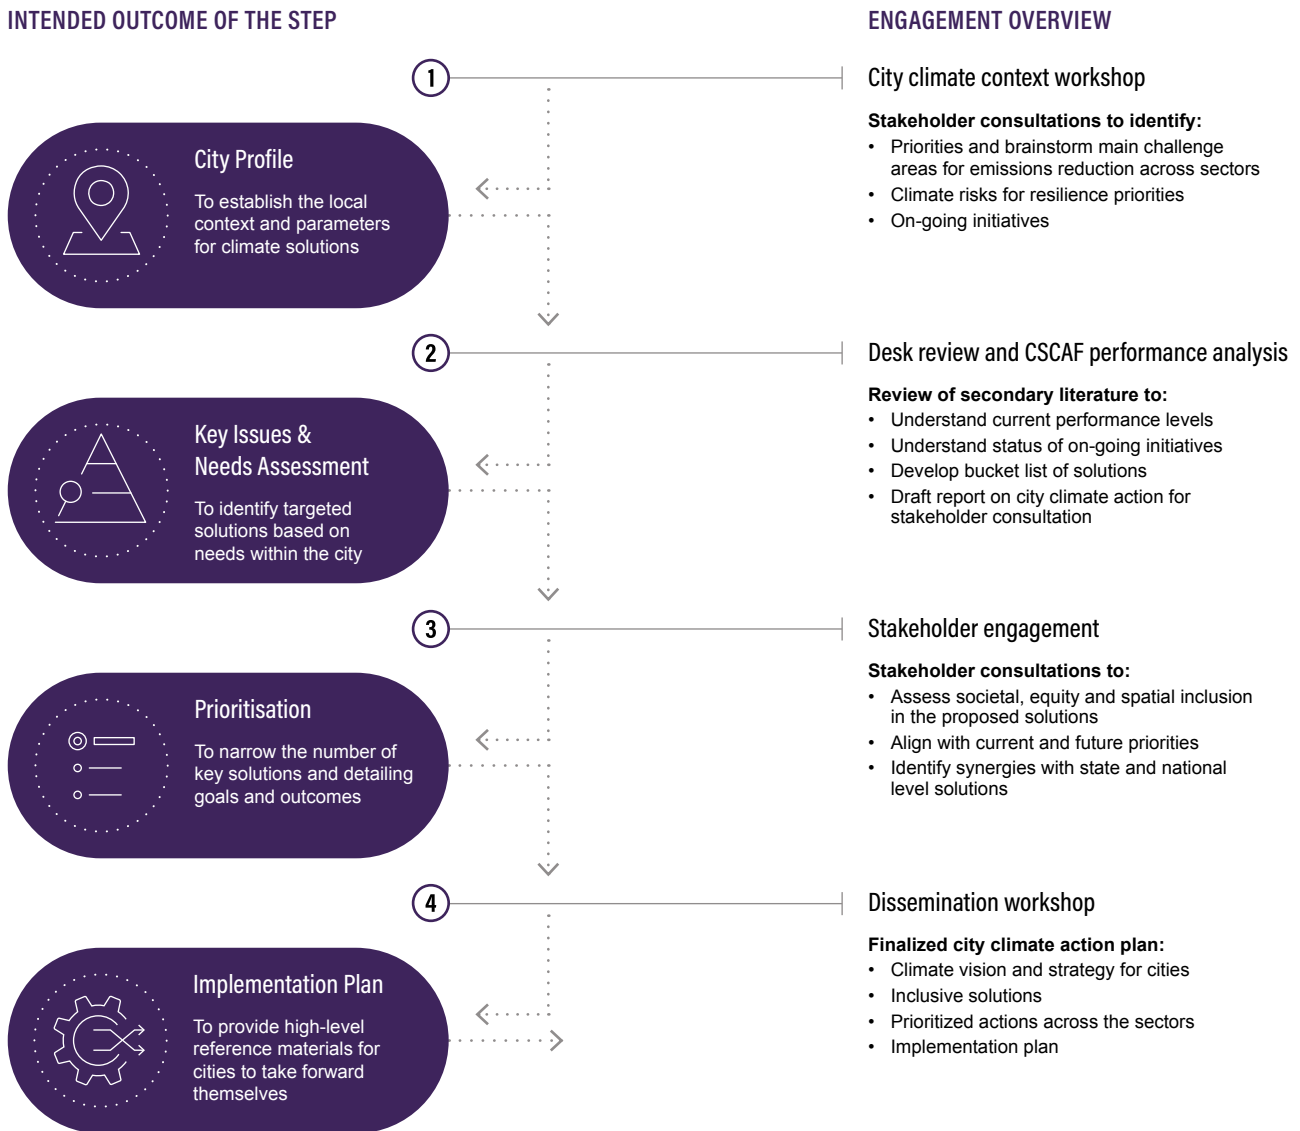 INTENDED OUTCOME OF THE STEP
ENGAGEMENT OVERVIEW
1
City climate context workshop
City Profile
To establish the local
context and parameters
for climate solutions
Stakeholder consultations to identify:
• Priorities and brainstorm main challenge
areas for emissions reduction across sectors
• Climate risks for resilience priorities
• On-going initiatives
2
Desk review and CSCAF performance analysis
Key Issues &
Needs Assessment
To identify targeted
solutions based on
needs within the city
Review of secondary literature to:
• Understand current performance levels
• Understand status of on-going initiatives
• Develop bucket list of solutions
• Draft report on city climate action for
stakeholder consultation
3
Stakeholder engagement
Prioritisation
To narrow the number of
key solutions and detailing
goals and outcomes
Stakeholder consultations to:
• Assess societal, equity and spatial inclusion
in the proposed solutions
• Align with current and future priorities
• Identify synergies with state and national
level solutions
4
Dissemination workshop
Implementation Plan
To provide high-level
reference materials for
cities to take forward
themselves
Finalized city climate action plan:
• Climate vision and strategy for cities
• Inclusive solutions
• Prioritized actions across the sectors
• Implementation plan